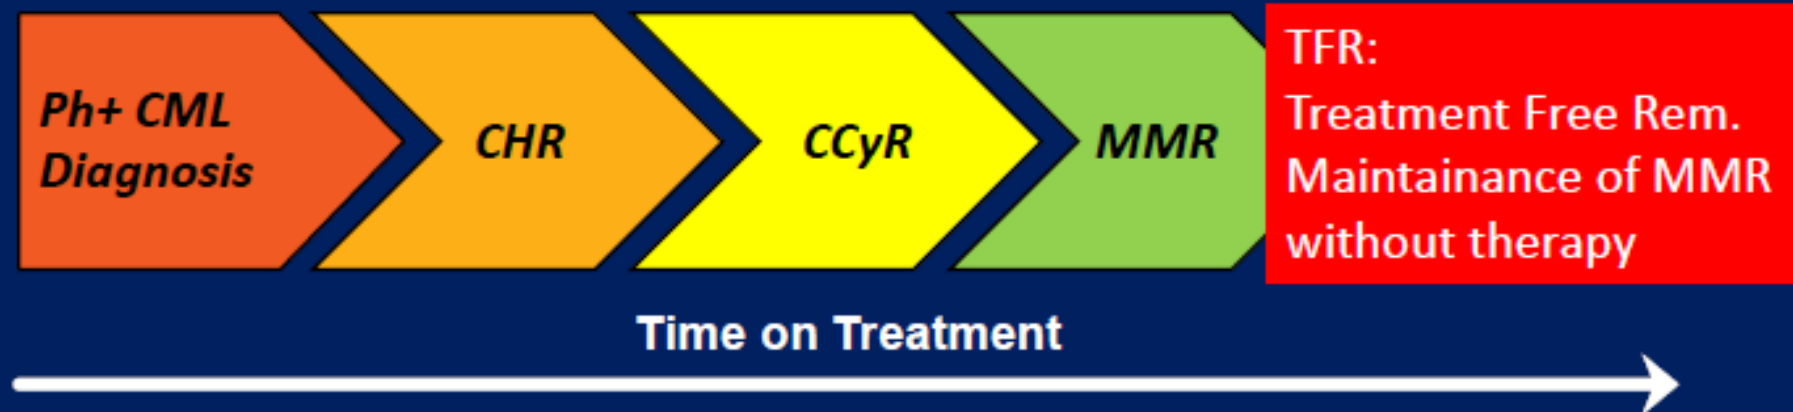 Ph+ CML
Diagnosis
CHR
CCyR
MMR
TFR:
Treatment Free Rem.
Maintainance of MMR
without therapy
Time on Treatment